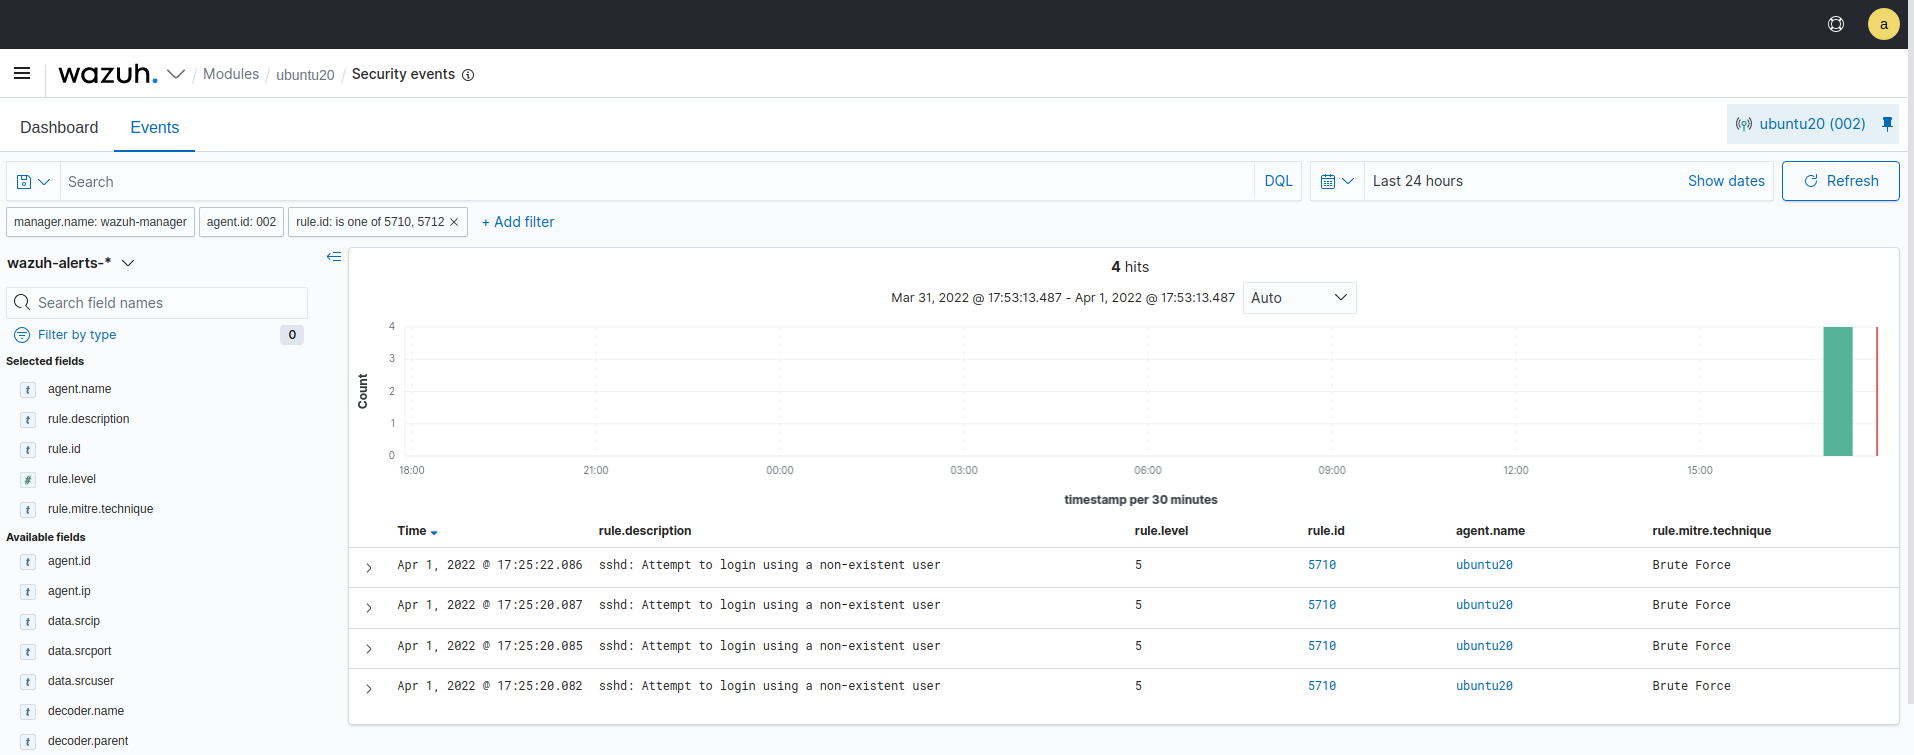 a
wazuh. / Modules / ubuntu20 / Security events
Dashboard Events ubuntu20 (002)
Search DQL Last 24 hours Show dates Refresh
manager.name: wazuh-manager agent.id: 002 rule.id: is one of 5710, 5712 + Add filter
wazuh-alerts-*
Search field names
Filter by type 0
Selected fields
t agent.name
t rule.description
t rule.id
# rule.level
t rule.mitre.technique
Available fields
t agent.id
t agent.ip
t data.srcip
t data.srcport
t data.srcuser
t decoder.name
t decoder.parent
4 hits
Mar 31, 2022 @ 17:53:13.487 - Apr 1, 2022 @ 17:53:13.487 Auto
Count
4
3
2
1
0
18:00 21:00 00:00 03:00 06:00 09:00 12:00 15:00
timestamp per 30 minutes
Time rule.description rule.level rule.id agent.name rule.mitre.technique
Apr 1, 2022 @ 17:25:22.086 sshd: Attempt to login using a non-existent user 5 5710 ubuntu20 Brute Force
Apr 1, 2022 @ 17:25:20.087 sshd: Attempt to login using a non-existent user 5 5710 ubuntu20 Brute Force
Apr 1, 2022 @ 17:25:20.085 sshd: Attempt to login using a non-existent user 5 5710 ubuntu20 Brute Force
Apr 1, 2022 @ 17:25:20.082 sshd: Attempt to login using a non-existent user 5 5710 ubuntu20 Brute Force